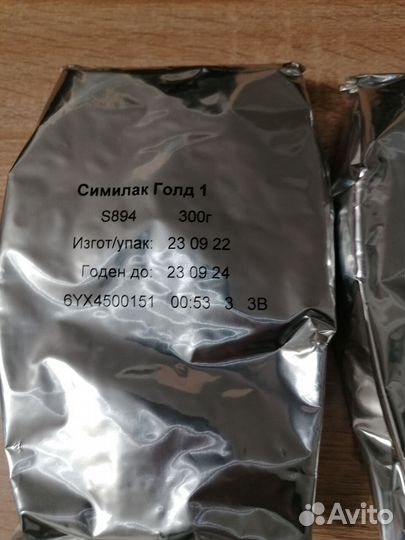 Симилак Голд 1
S894 300г
Изгот/упак: 23 09 22
Годен до: 23 09 24
6YX4500151 00:53 3 3B
Avito